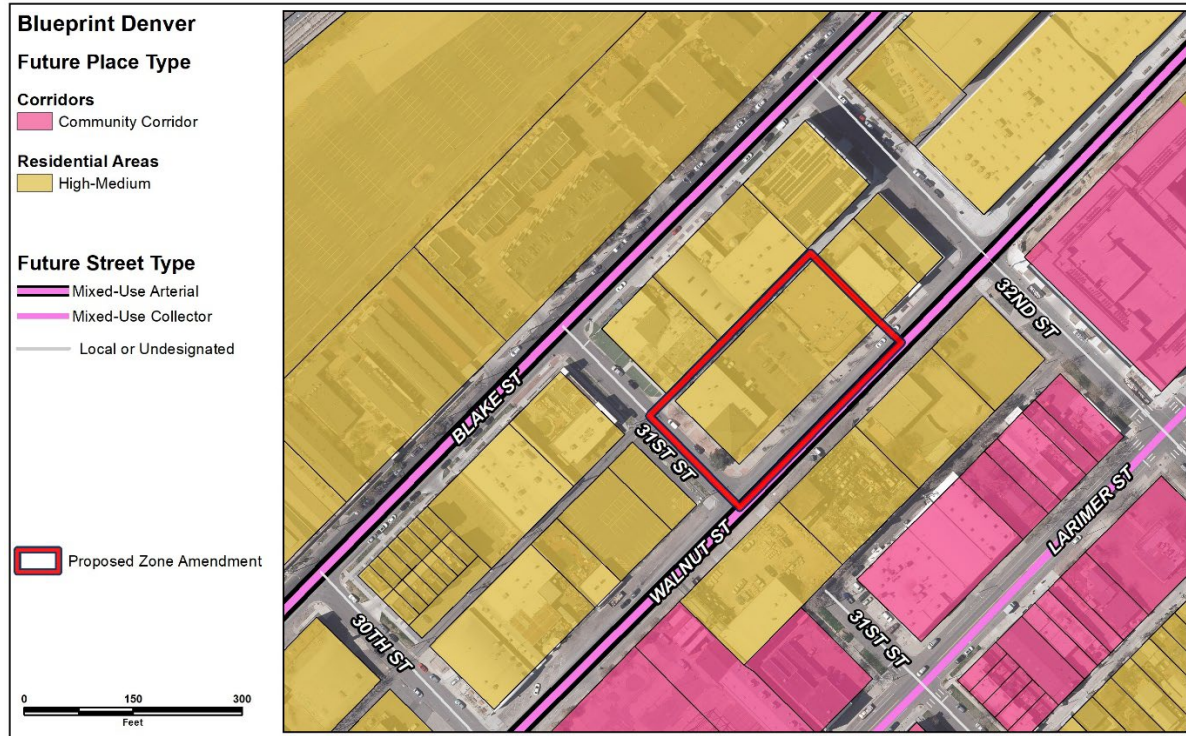 Blueprint Denver
Future Place Type
Corridors
Community Corridor
Residential Areas
High-Medium
Future Street Type
Mixed-Use Arterial
Mixed-Use Collector
Local or Undesignated
Proposed Zone Amendment
0 150 300
Feet
BLAKE ST
32ND ST
31ST ST
WALNUT ST
LARIMER ST
31ST ST
30TH ST